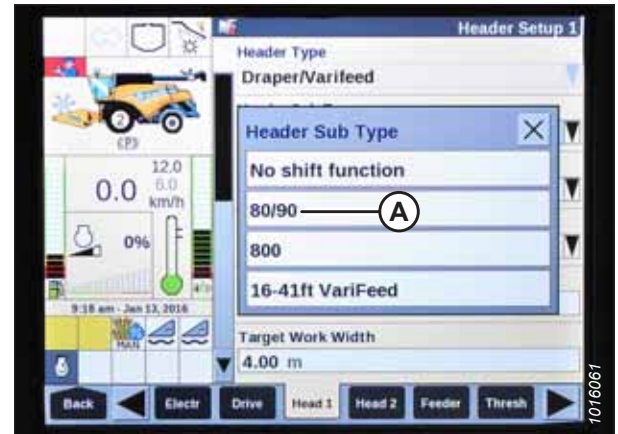 Header Setup 1
Header Type
Draper/Varifeed
Header Sub Type
No shift function
80/90
A
800
16-41ft VariFeed
2
(P)
12.0
6.0
0.0
km/h
0%
9:18 am - Jan 13, 2016
MAN
Target Work Width
4.00 m
Back
Electr
Drive
Head 1
Head 2
Feeder
Thresh
1016061